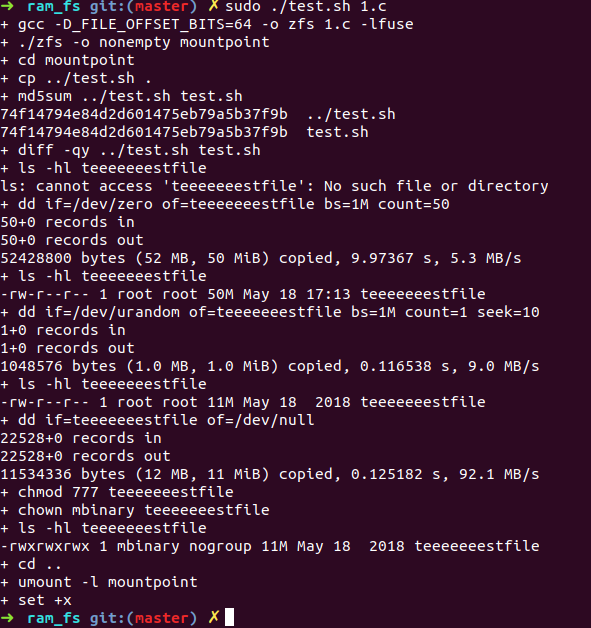 ➜  ram_fs git:(master) ✗ sudo ./test.sh 1.c
+ gcc -D_FILE_OFFSET_BITS=64 -o zfs 1.c -lfuse
+ ./zfs -o nonempty mountpoint
+ cd mountpoint
+ cp ../test.sh .
+ md5sum ../test.sh test.sh
74f14794e84d2d601475eb79a5b37f9b  ../test.sh
74f14794e84d2d601475eb79a5b37f9b  test.sh
+ diff -qy ../test.sh test.sh
+ ls -hl teeeeeeestfile
ls: cannot access 'teeeeeeestfile': No such file or directory
+ dd if=/dev/zero of=teeeeeeestfile bs=1M count=50
50+0 records in
50+0 records out
52428800 bytes (52 MB, 50 MiB) copied, 9.97367 s, 5.3 MB/s
+ ls -hl teeeeeeestfile
-rw-r--r-- 1 root root 50M May 18 17:13 teeeeeeestfile
+ dd if=/dev/urandom of=teeeeeeestfile bs=1M count=1 seek=10
1+0 records in
1+0 records out
1048576 bytes (1.0 MB, 1.0 MiB) copied, 0.116538 s, 9.0 MB/s
+ ls -hl teeeeeeestfile
-rw-r--r-- 1 root root 11M May 18  2018 teeeeeeestfile
+ dd if=teeeeeeestfile of=/dev/null
22528+0 records in
22528+0 records out
11534336 bytes (12 MB, 11 MiB) copied, 0.125182 s, 92.1 MB/s
+ chmod 777 teeeeeeestfile
+ chown mbinary teeeeeeestfile
+ ls -hl teeeeeeestfile
-rwxrwxrwx 1 mbinary nogroup 11M May 18  2018 teeeeeeestfile
+ cd ..
+ umount -l mountpoint
+ set +x
➜  ram_fs git:(master) ✗